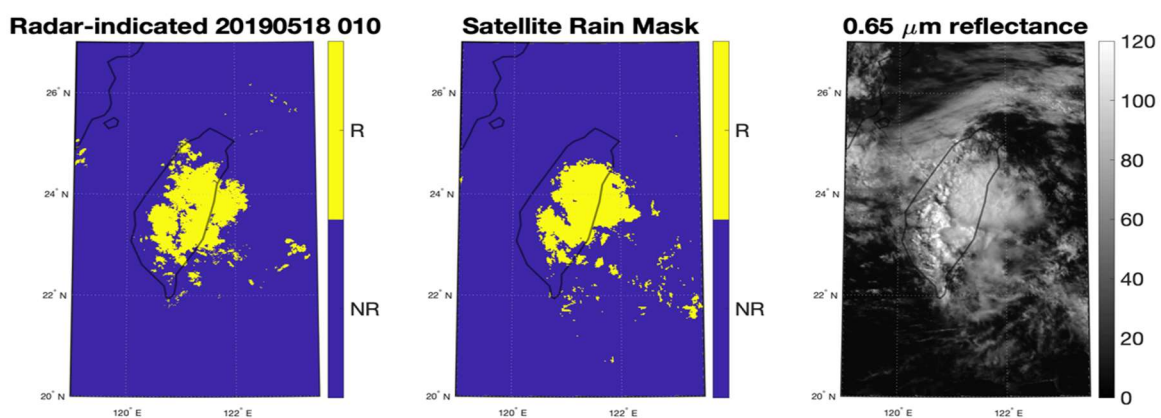 Radar-indicated 20190518 010
26° N
24° N
22° N
20° N
120° E
122° E
R
NR
Satellite Rain Mask
26° N
24° N
22° N
20° N
120° E
122° E
R
NR
0.65 μm reflectance
26° N
24° N
22° N
20° N
120° E
122° E
120
100
80
60
40
20
0